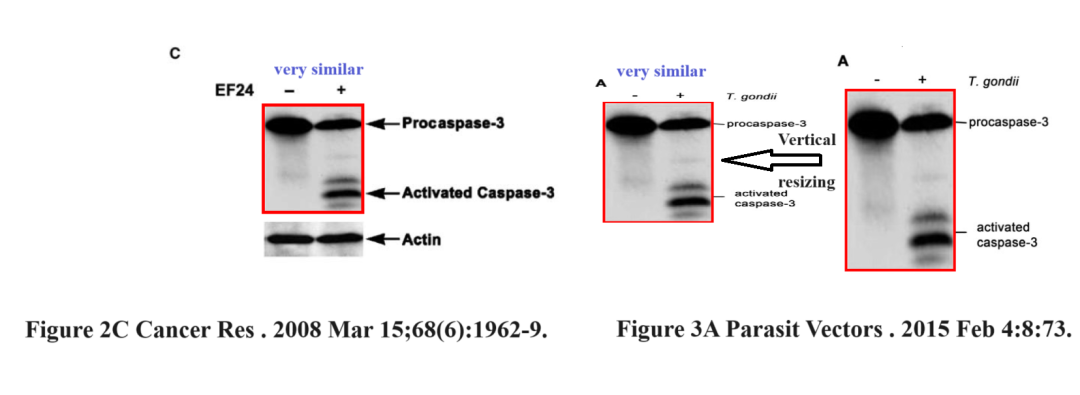 C
very similar
EF24 – +
Procaspase-3
Activated Caspase-3
Actin
Figure 2C Cancer Res . 2008 Mar 15;68(6):1962-9.
very similar
A
- + T. gondii
procaspase-3
activated
caspase-3
Vertical
resizing
A
- + T. gondii
procaspase-3
activated
caspase-3
Figure 3A Parasit Vectors . 2015 Feb 4:8:73.